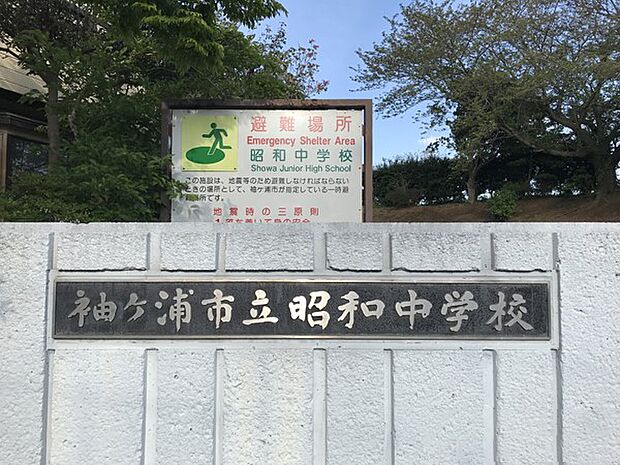 避難場所
Emergency Shelter Area
昭和中学校
Showa Junior High School
この施設は、地震等のため避難しなければならない
ときの場所として、袖ケ浦市が指定している一時避
難場所です。
地震時の三原則
袖ケ浦市立昭和中学校